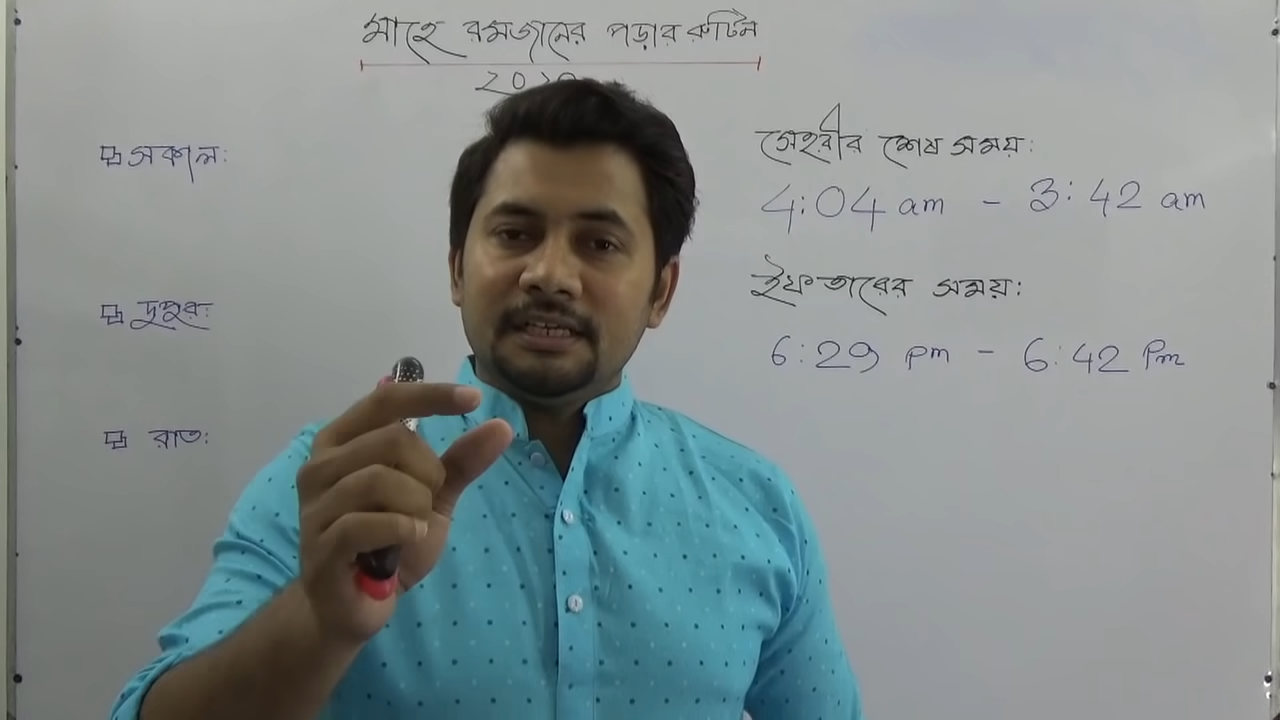 মাহে রমজানের পড়ার রুটিন
সকাল:
দুপুর:
রাত:
সেহরীর শেষ সময়:
4:04 am - 3:42 am
ইফতারের সময়:
6:29 pm - 6:42 Pm